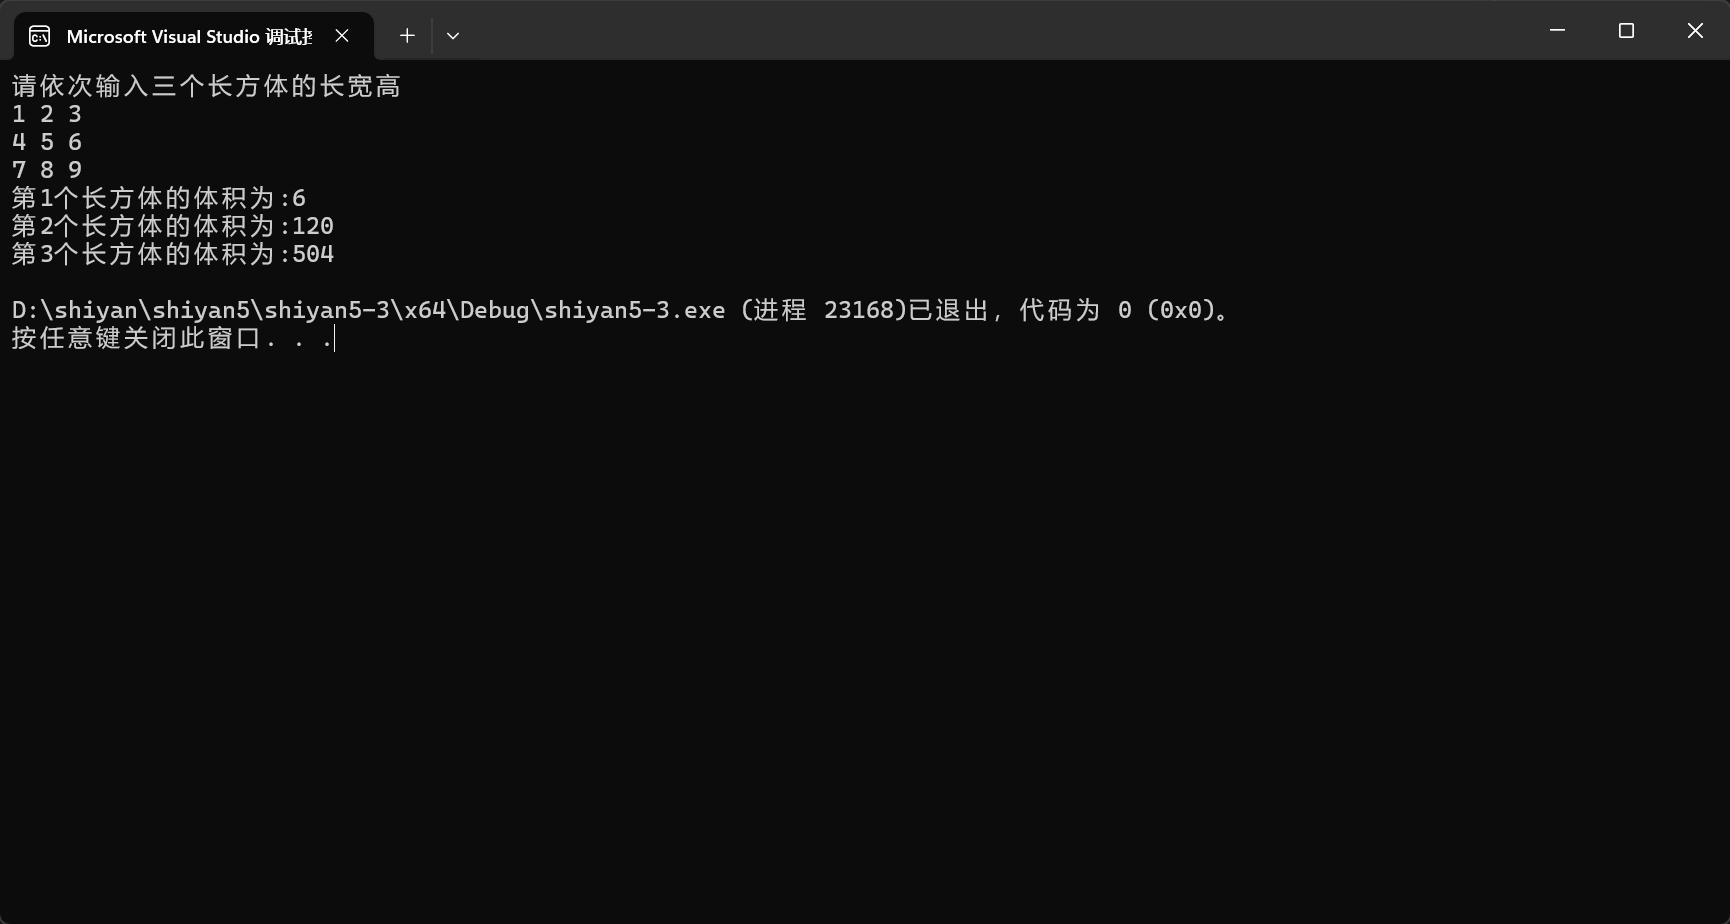 Microsoft Visual Studio 调试控
请依次输入三个长方体的长宽高
1 2 3
4 5 6
7 8 9
第1个长方体的体积为:6
第2个长方体的体积为:120
第3个长方体的体积为:504
D:\shiyan\shiyan5\shiyan5-3\x64\Debug\shiyan5-3.exe (进程 23168)已退出，代码为 0 (0x0)。
按任意键关闭此窗口. . .